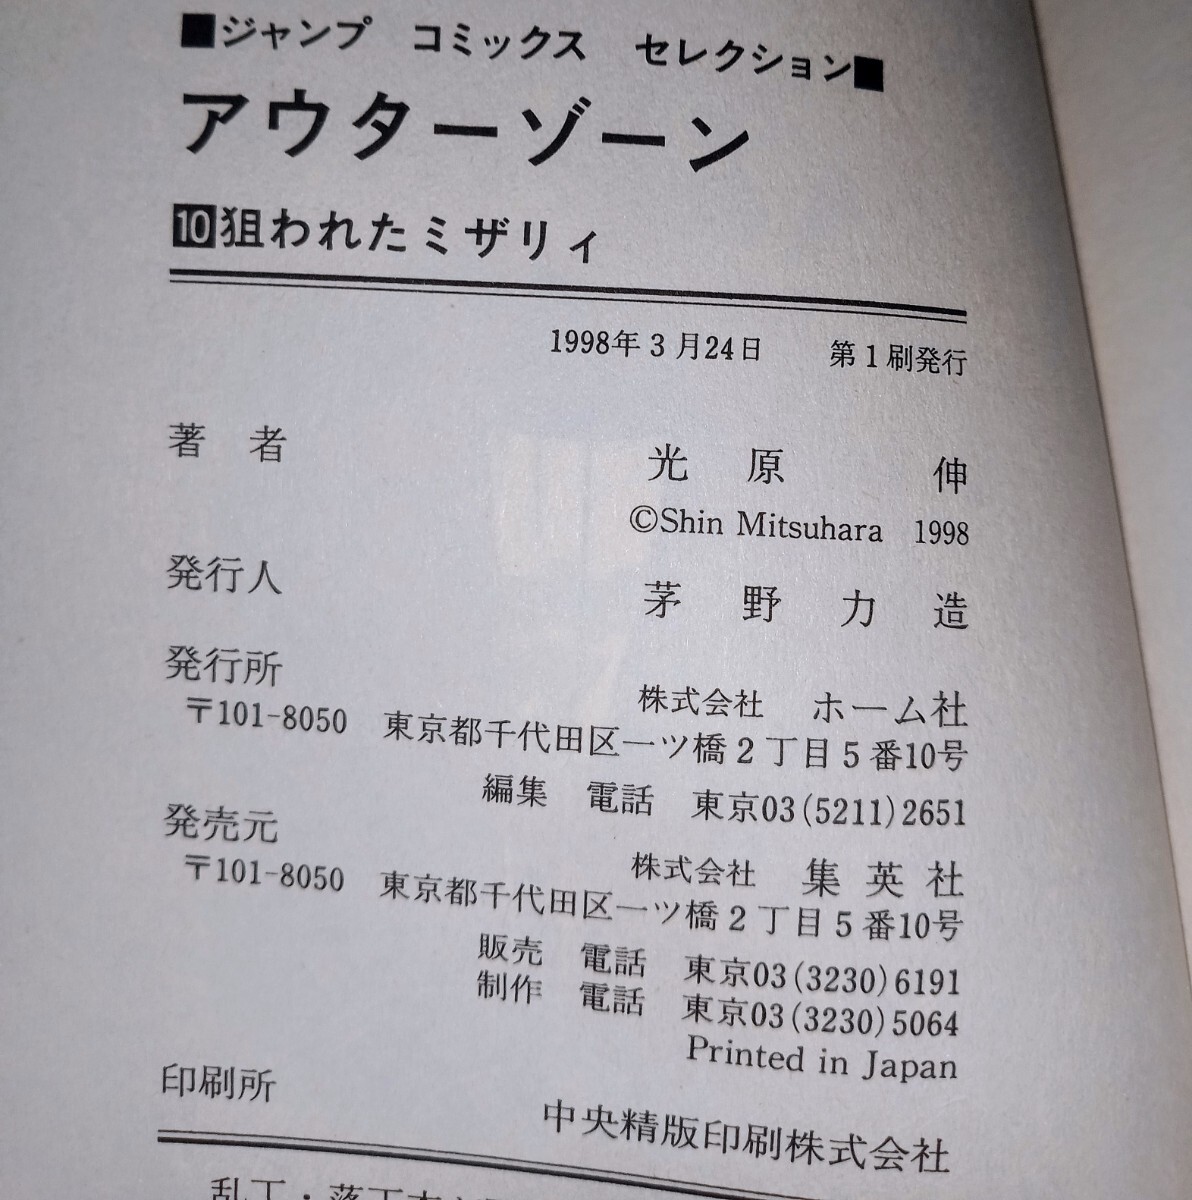 ■ジャンプ コミックス セレクション■
アウターゾーン
10狙われたミザリィ
1998年3月24日 第1刷発行
著 者 光 原 伸
©Shin Mitsuhara 1998
発行人 茅 野 力 造
発行所 株式会社 ホーム社
〒101-8050 東京都千代田区一ツ橋2丁目5番10号
編集 電話 東京03(5211)2651
発売元 株式会社 集英社
〒101-8050 東京都千代田区一ツ橋2丁目5番10号
販売 電話 東京03(3230)6191
制作 電話 東京03(3230)5064
Printed in Japan
印刷所 中央精版印刷株式会社
乱丁・落丁本